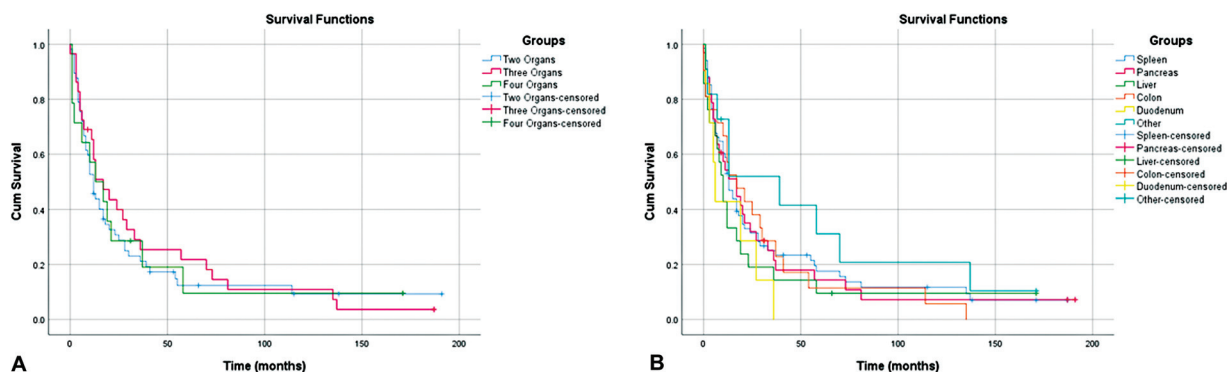 Survival Functions
Cum Survival
1.0
0.8
0.6
0.4
0.2
0.0
0
50
100
150
200
Time (months)
Groups
Two Organs
Three Organs
Four Organs
Two Organs-censored
Three Organs-censored
Four Organs-censored
A
Survival Functions
Cum Survival
1.0
0.8
0.6
0.4
0.2
0.0
0
50
100
150
200
Time (months)
Groups
Spleen
Pancreas
Liver
Colon
Duodenum
Other
Spleen-censored
Pancreas-censored
Liver-censored
Colon-censored
Duodenum-censored
Other-censored
B